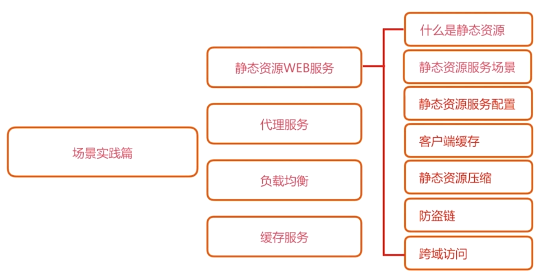 场景实践篇
静态资源WEB服务
代理服务
负载均衡
缓存服务
什么是静态资源
静态资源服务场景
静态资源服务配置
客户端缓存
静态资源压缩
防盗链
跨域访问